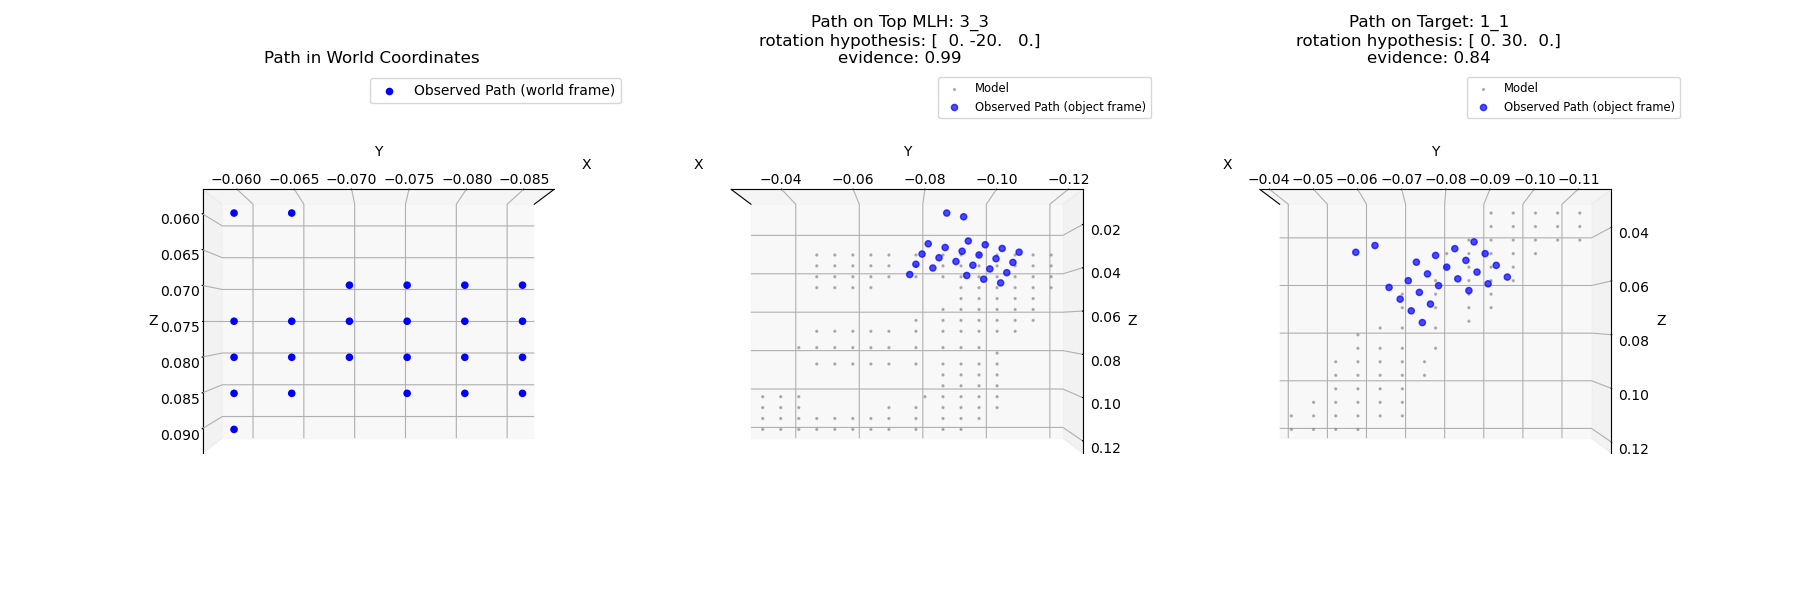 Path in World Coordinates
Observed Path (world frame)
Y
X
−0.060 −0.065 −0.070 −0.075 −0.080 −0.085
0.060
0.065
0.070
Z
0.075
0.080
0.085
0.090
Path on Top MLH: 3_3
rotation hypothesis: [  0. -20.   0.]
evidence: 0.99
Model
Observed Path (object frame)
X
Y
−0.04 −0.06 −0.08 −0.10 −0.12
0.02
0.04
0.06
Z
0.08
0.10
0.12
Path on Target: 1_1
rotation hypothesis: [ 0. 30.  0.]
evidence: 0.84
Model
Observed Path (object frame)
X
Y
−0.04 −0.05 −0.06 −0.07 −0.08 −0.09 −0.10 −0.11
0.04
0.06
Z
0.08
0.10
0.12